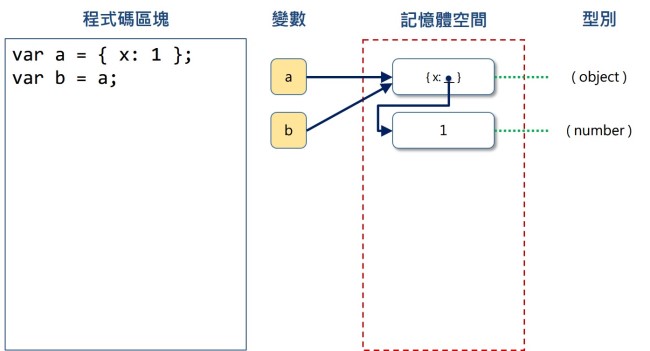 程式碼區塊
變數
記憶體空間
型別
var a = { x: 1 };
var b = a;
a
{ x: _ }
( object )
b
1
( number )